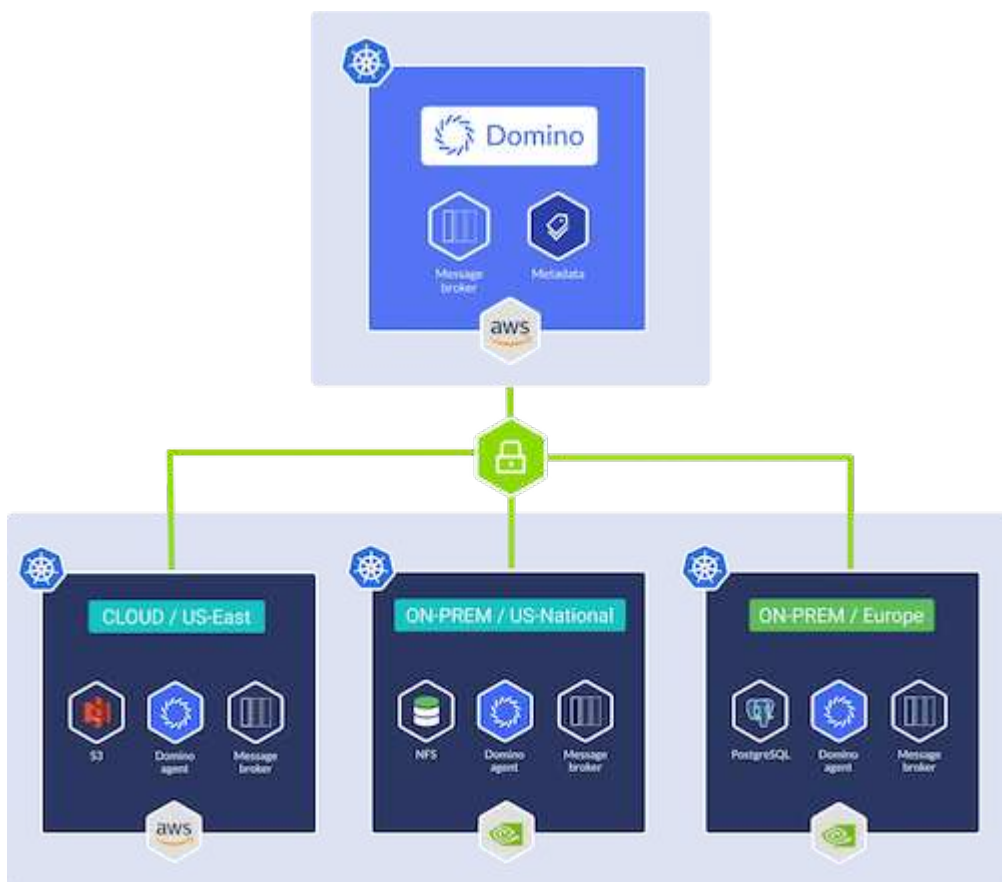 Domino
Message
broker
Metadata
aws
CLOUD / US-East
ON-PREM / US-National
ON-PREM / Europe
S3
Domino
agent
Message
broker
NFS
Domino
agent
Message
broker
PostgreSQL
Domino
agent
Message
broker
aws